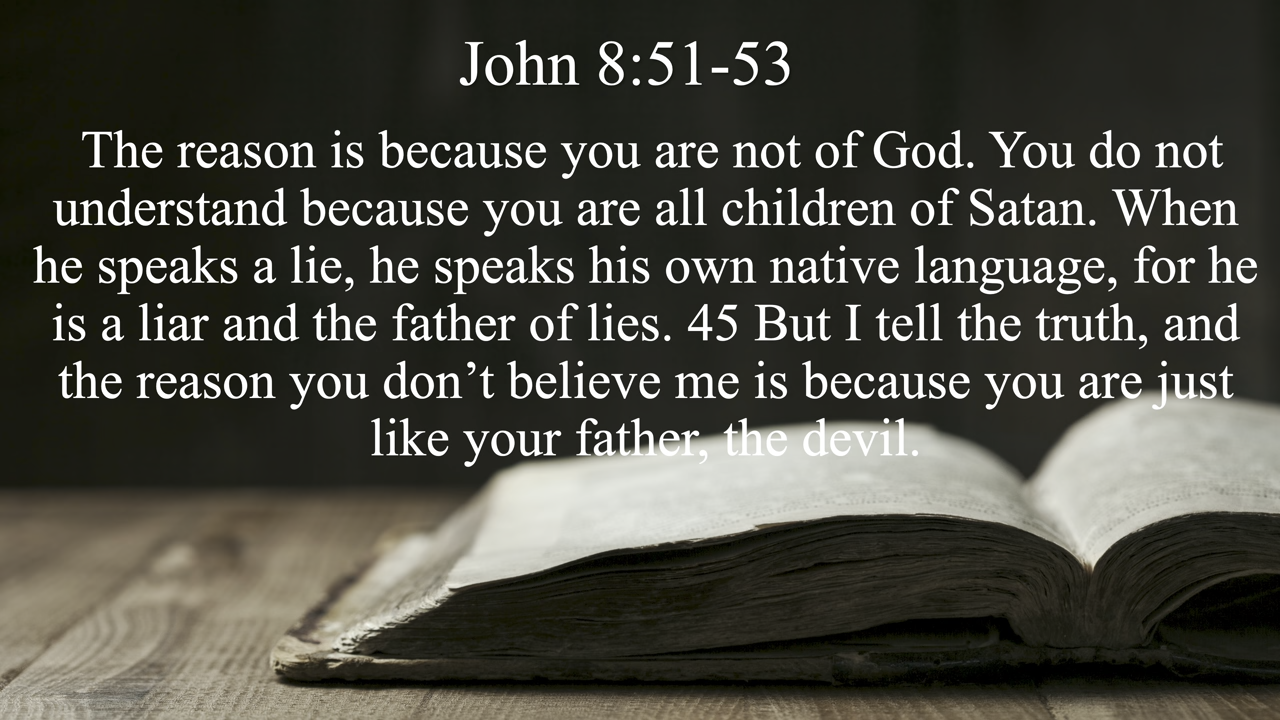 John 8:51-53
The reason is because you are not of God. You do not
understand because you are all children of Satan. When
he speaks a lie, he speaks his own native language, for he
is a liar and the father of lies. 45 But I tell the truth, and
the reason you don’t believe me is because you are just
like your father, the devil.